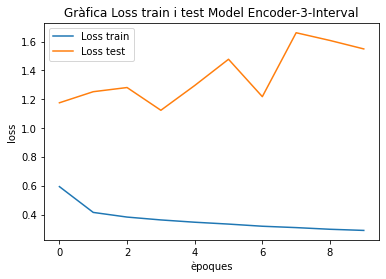 Gràfica Loss train i test Model Encoder-3-Interval
Loss train
Loss test
1.6
1.4
1.2
1.0
0.8
0.6
0.4
loss
0 2 4 6 8
èpoques